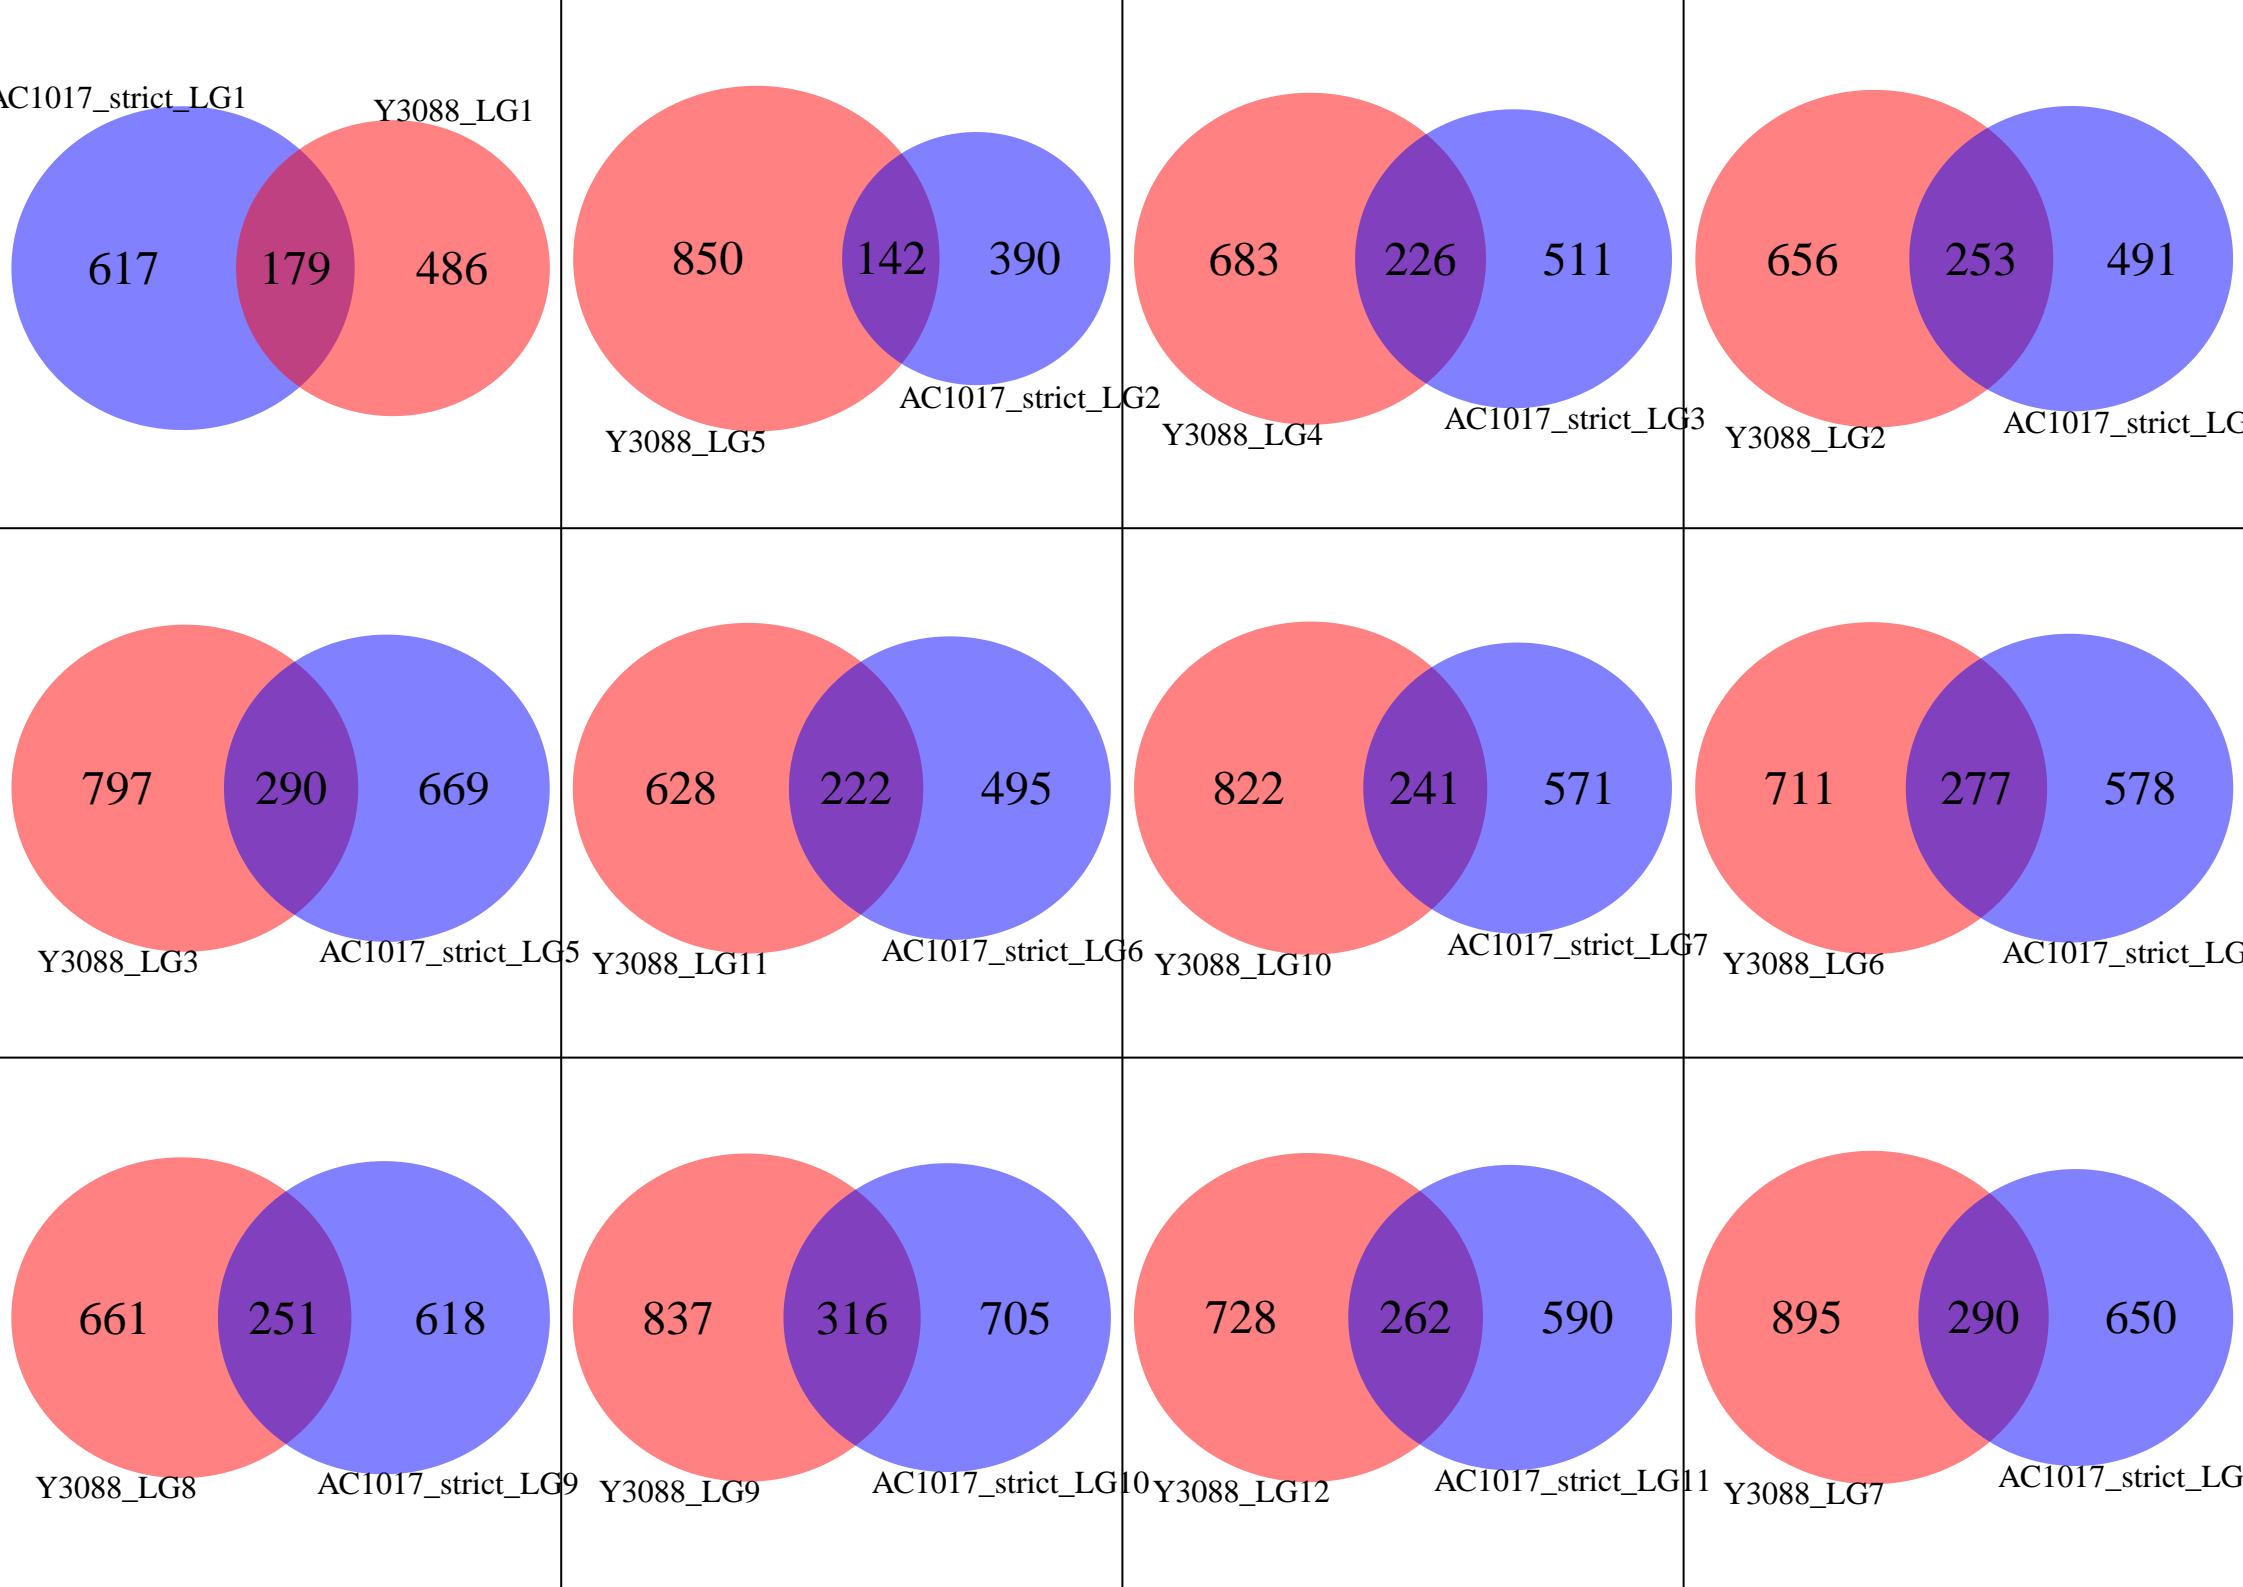 AC1017_strict_LG1
Y3088_LG1
617 179 486
850 142 390
AC1017_strict_LG2
Y3088_LG5
683 226 511
AC1017_strict_LG3
Y3088_LG4
656 253 491
AC1017_strict_LG
Y3088_LG2
797 290 669
AC1017_strict_LG5
Y3088_LG3
628 222 495
AC1017_strict_LG6
Y3088_LG11
822 241 571
AC1017_strict_LG7
Y3088_LG10
711 277 578
AC1017_strict_LG
Y3088_LG6
661 251 618
AC1017_strict_LG9
Y3088_LG8
837 316 705
AC1017_strict_LG10
Y3088_LG9
728 262 590
AC1017_strict_LG11
Y3088_LG12
895 290 650
AC1017_strict_LG
Y3088_LG7